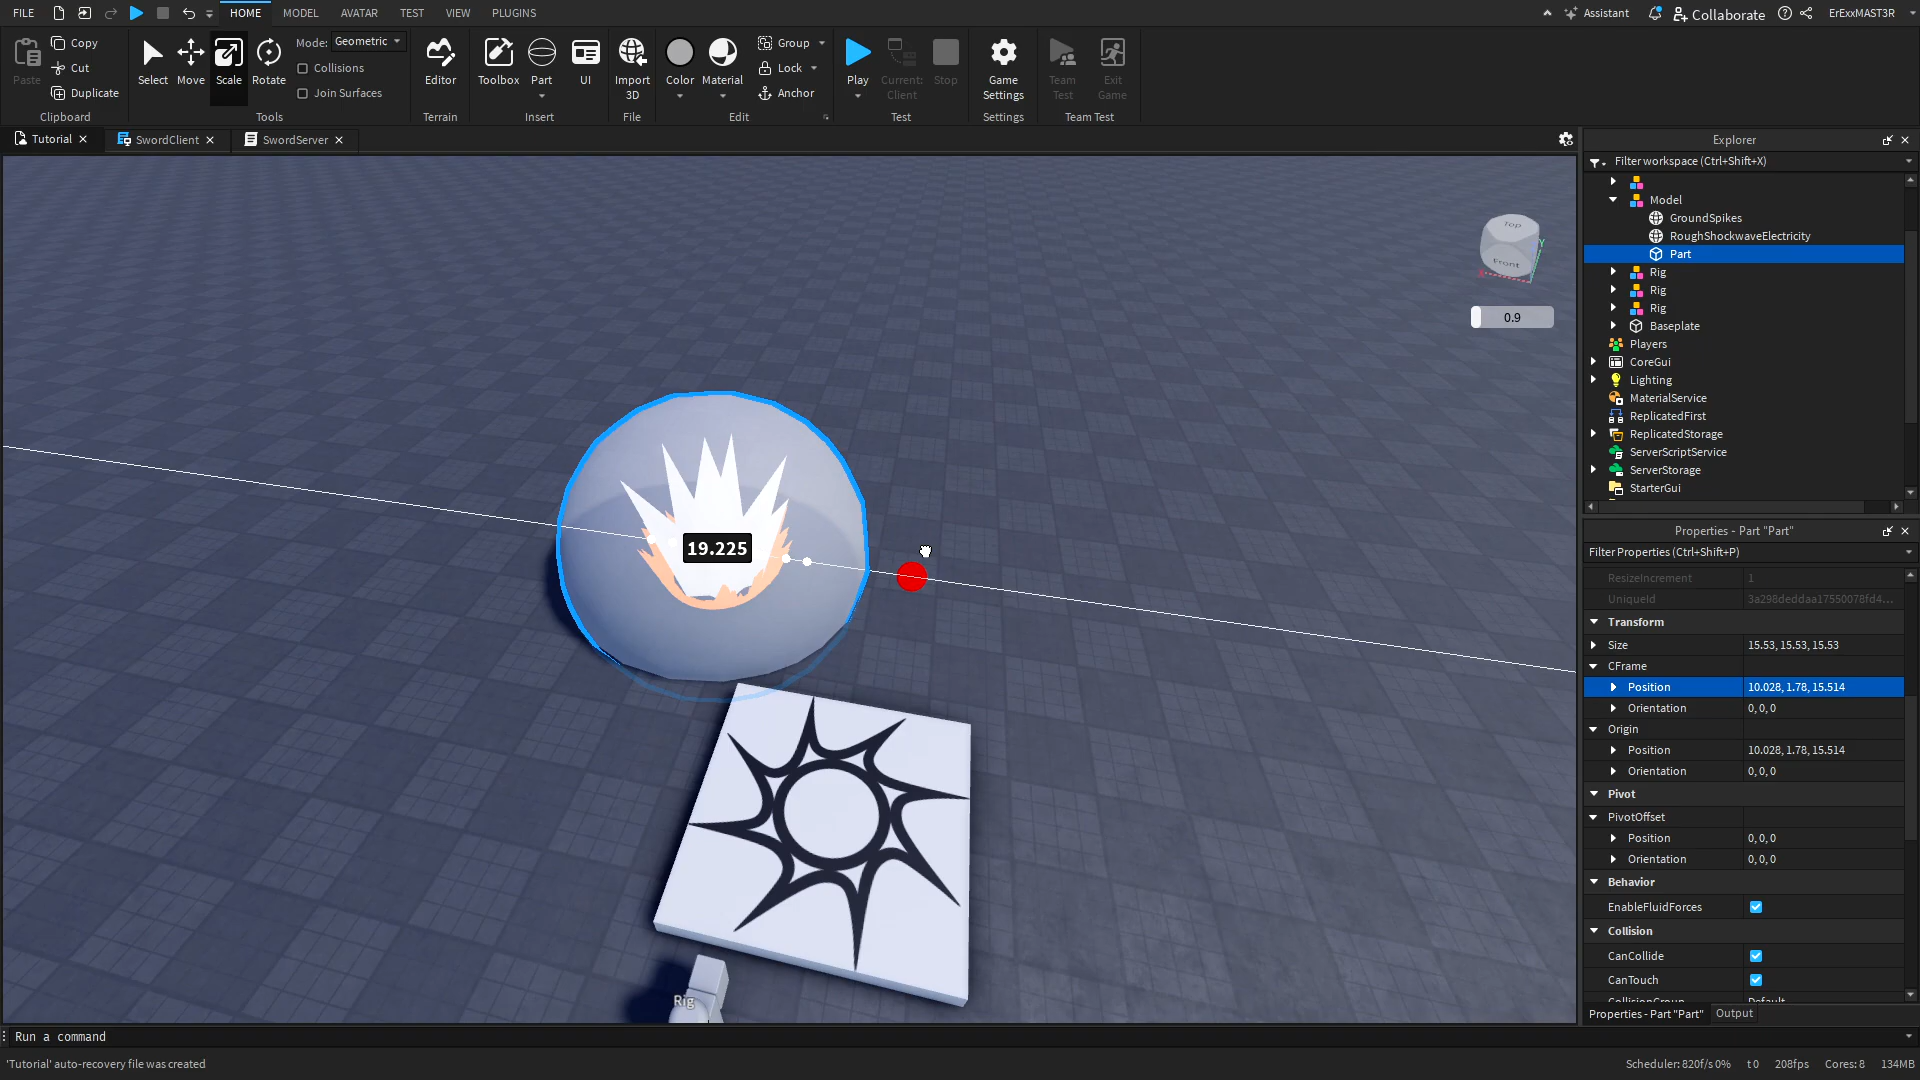 FILE
HOME
MODEL
AVATAR
TEST
VIEW
PLUGINS
Assistant
Collaborate
ErExxMAST3R
Paste
Copy
Cut
Duplicate
Clipboard
Select
Move
Scale
Rotate
Mode: Geometric
Collisions
Join Surfaces
Tools
Editor
Terrain
Toolbox
Part
UI
Insert
Import
3D
File
Color
Material
Group
Lock
Anchor
Edit
Play
Current:
Client
Stop
Test
Game
Settings
Settings
Team
Test
Exit
Game
Team Test
Tutorial
SwordClient
SwordServer
Top
Front
Y
X
0.9
19.225
Rig
Explorer
Filter workspace (Ctrl+Shift+X)
Model
GroundSpikes
RoughShockwaveElectricity
Part
Rig
Rig
Rig
Baseplate
Players
CoreGui
Lighting
MaterialService
ReplicatedFirst
ReplicatedStorage
ServerScriptService
ServerStorage
StarterGui
Properties - Part "Part"
Filter Properties (Ctrl+Shift+P)
ResizeIncrement 1
UniqueId 3a298deddaa17550078fd4...
Transform
Size 15.53, 15.53, 15.53
CFrame
Position 10.028, 1.78, 15.514
Orientation 0, 0, 0
Origin
Position 10.028, 1.78, 15.514
Orientation 0, 0, 0
Pivot
PivotOffset
Position 0, 0, 0
Orientation 0, 0, 0
Behavior
EnableFluidForces
Collision
CanCollide
CanTouch
CollisionGroup Default
Properties - Part "Part"
Output
Run a command
'Tutorial' auto-recovery file was created
Scheduler: 820f/s 0%
t 0
208fps
Cores: 8
134MB